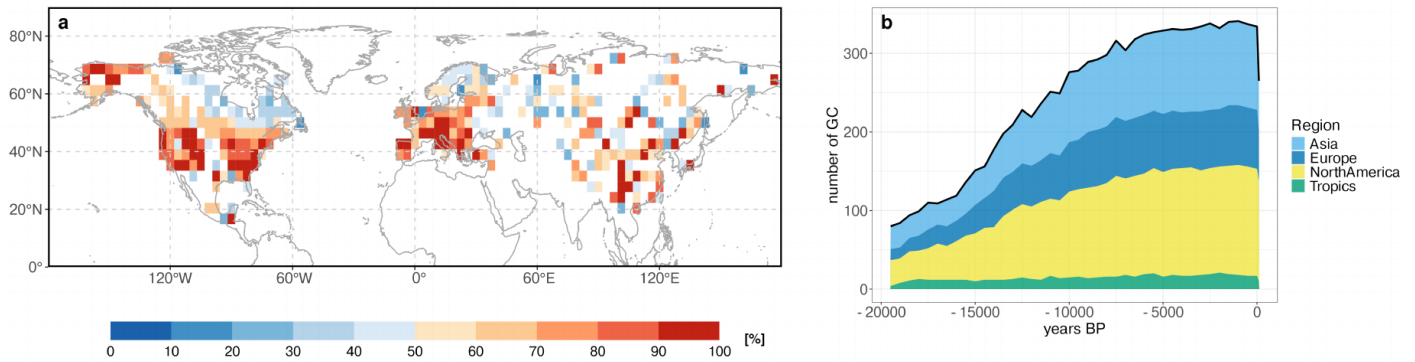 a
80°N
60°N
40°N
20°N
0°
120°W
60°W
0°
60°E
120°E
0 10 20 30 40 50 60 70 80 90 100
[%]
b
number of GC
300
200
100
0
-20000 -15000 -10000 -5000 0
years BP
Region
Asia
Europe
NorthAmerica
Tropics